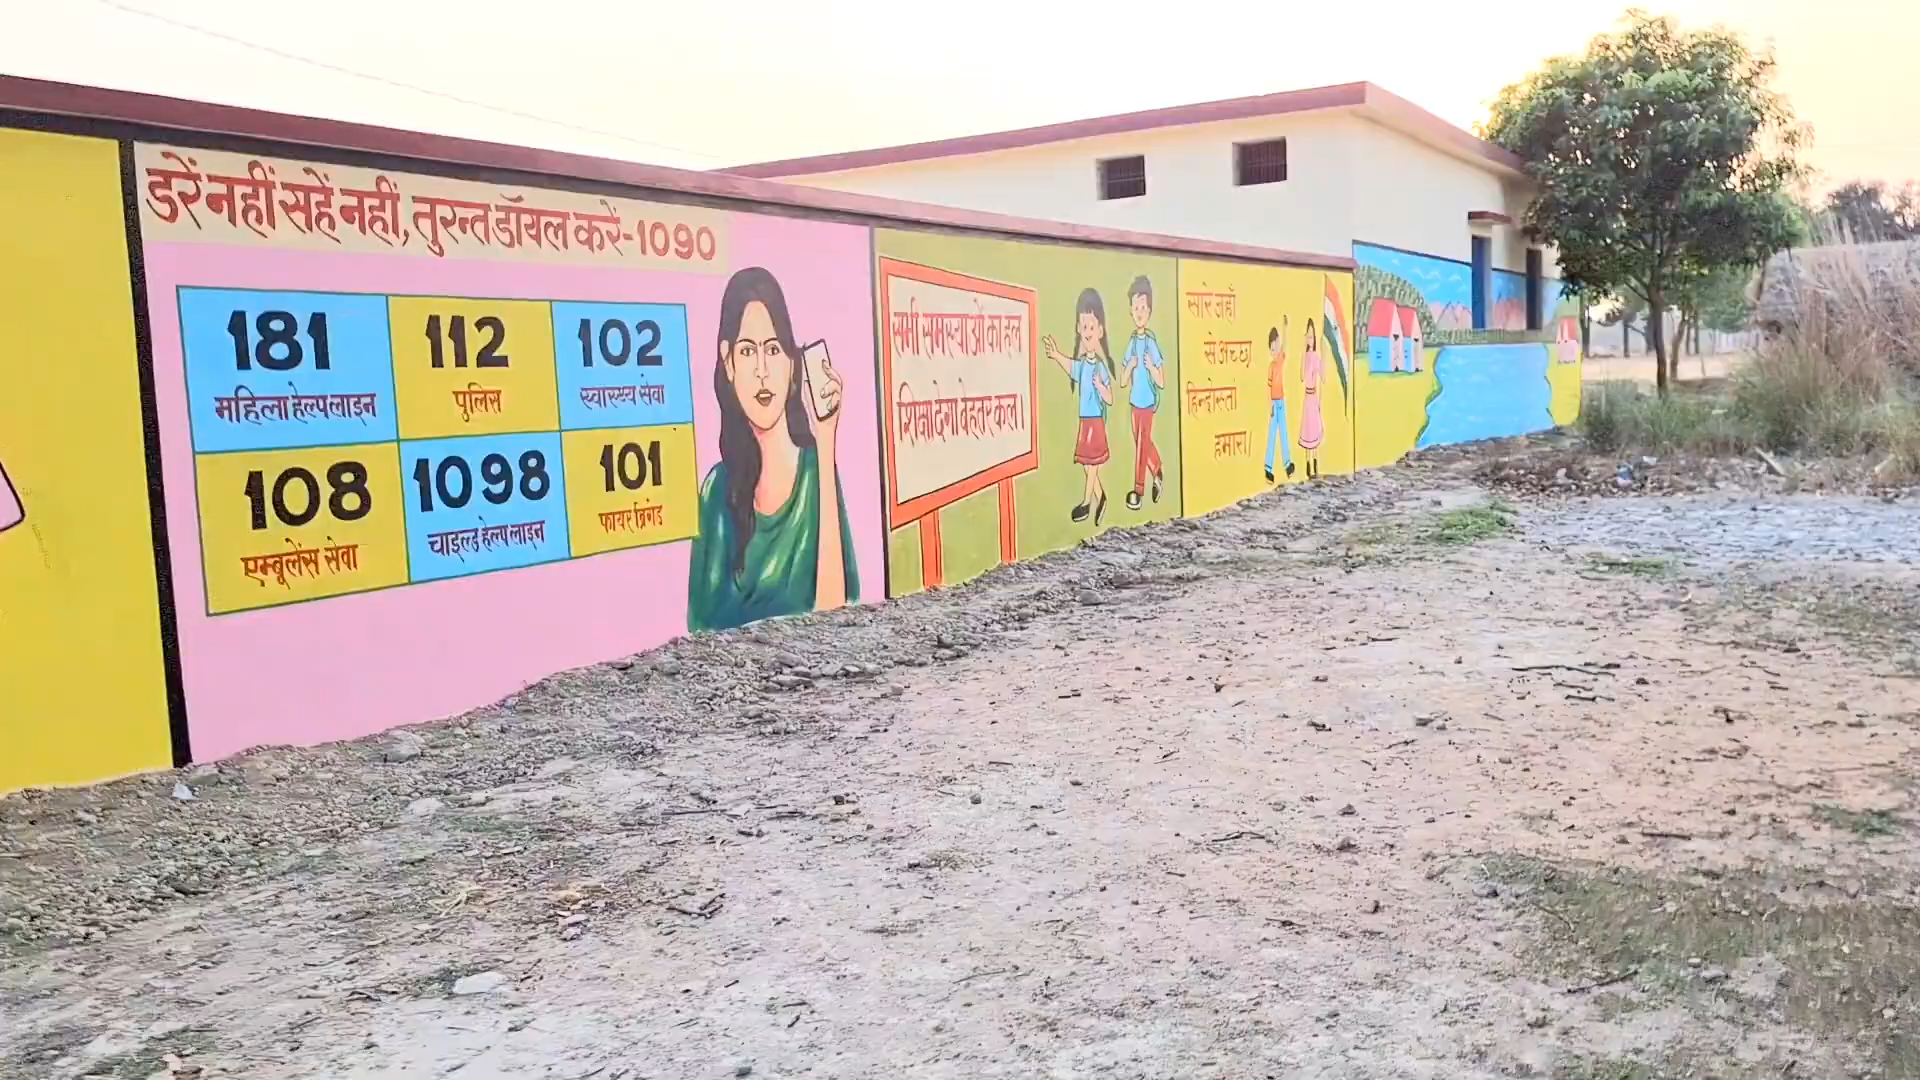 डरें नहीं सहें नहीं, तुरन्त डॉयल करें-1090
181
महिला हेल्पलाइन
112
पुलिस
102
स्वास्थ्य सेवा
108
एम्बूलेंस सेवा
1098
चाइल्ड हेल्प लाइन
101
फायर ब्रिगेड
सभी समस्याओं का हल
शिक्षा देगा बेहतर कल।
सारे जहाँ
से अच्छा
हिन्दोस्तां
हमारा।